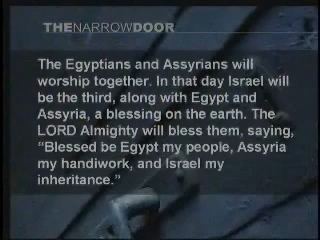 THENARROWDOOR
The Egyptians and Assyrians will
worship together. In that day Israel will
be the third, along with Egypt and
Assyria, a blessing on the earth. The
LORD Almighty will bless them, saying,
“Blessed be Egypt my people, Assyria
my handiwork, and Israel my
inheritance.”